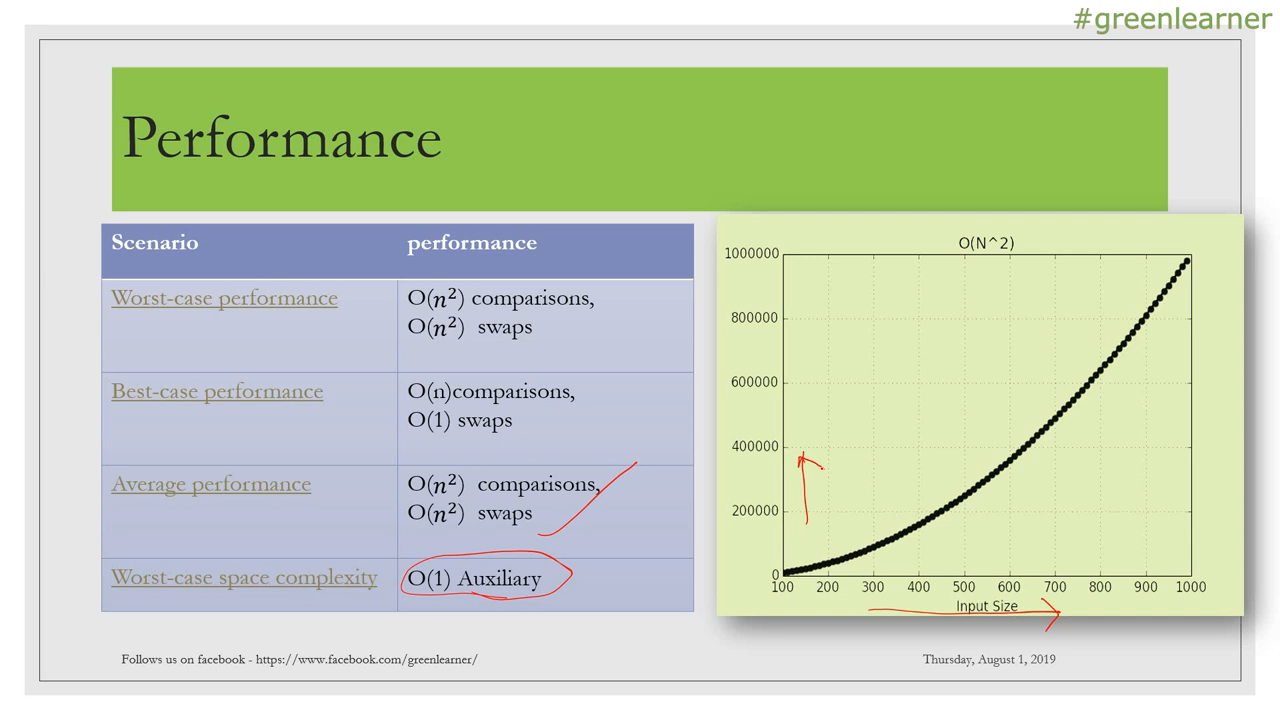 #greenlearner
Performance
Scenario performance
Worst-case performance O(n²) comparisons,
O(n²) swaps
Best-case performance O(n)comparisons,
O(1) swaps
Average performance O(n²) comparisons,
O(n²) swaps
Worst-case space complexity O(1) Auxiliary
O(N^2)
1000000
800000
600000
400000
200000
0
100 200 300 400 500 600 700 800 900 1000
Input Size
Follows us on facebook - https://www.facebook.com/greenlearner/
Thursday, August 1, 2019